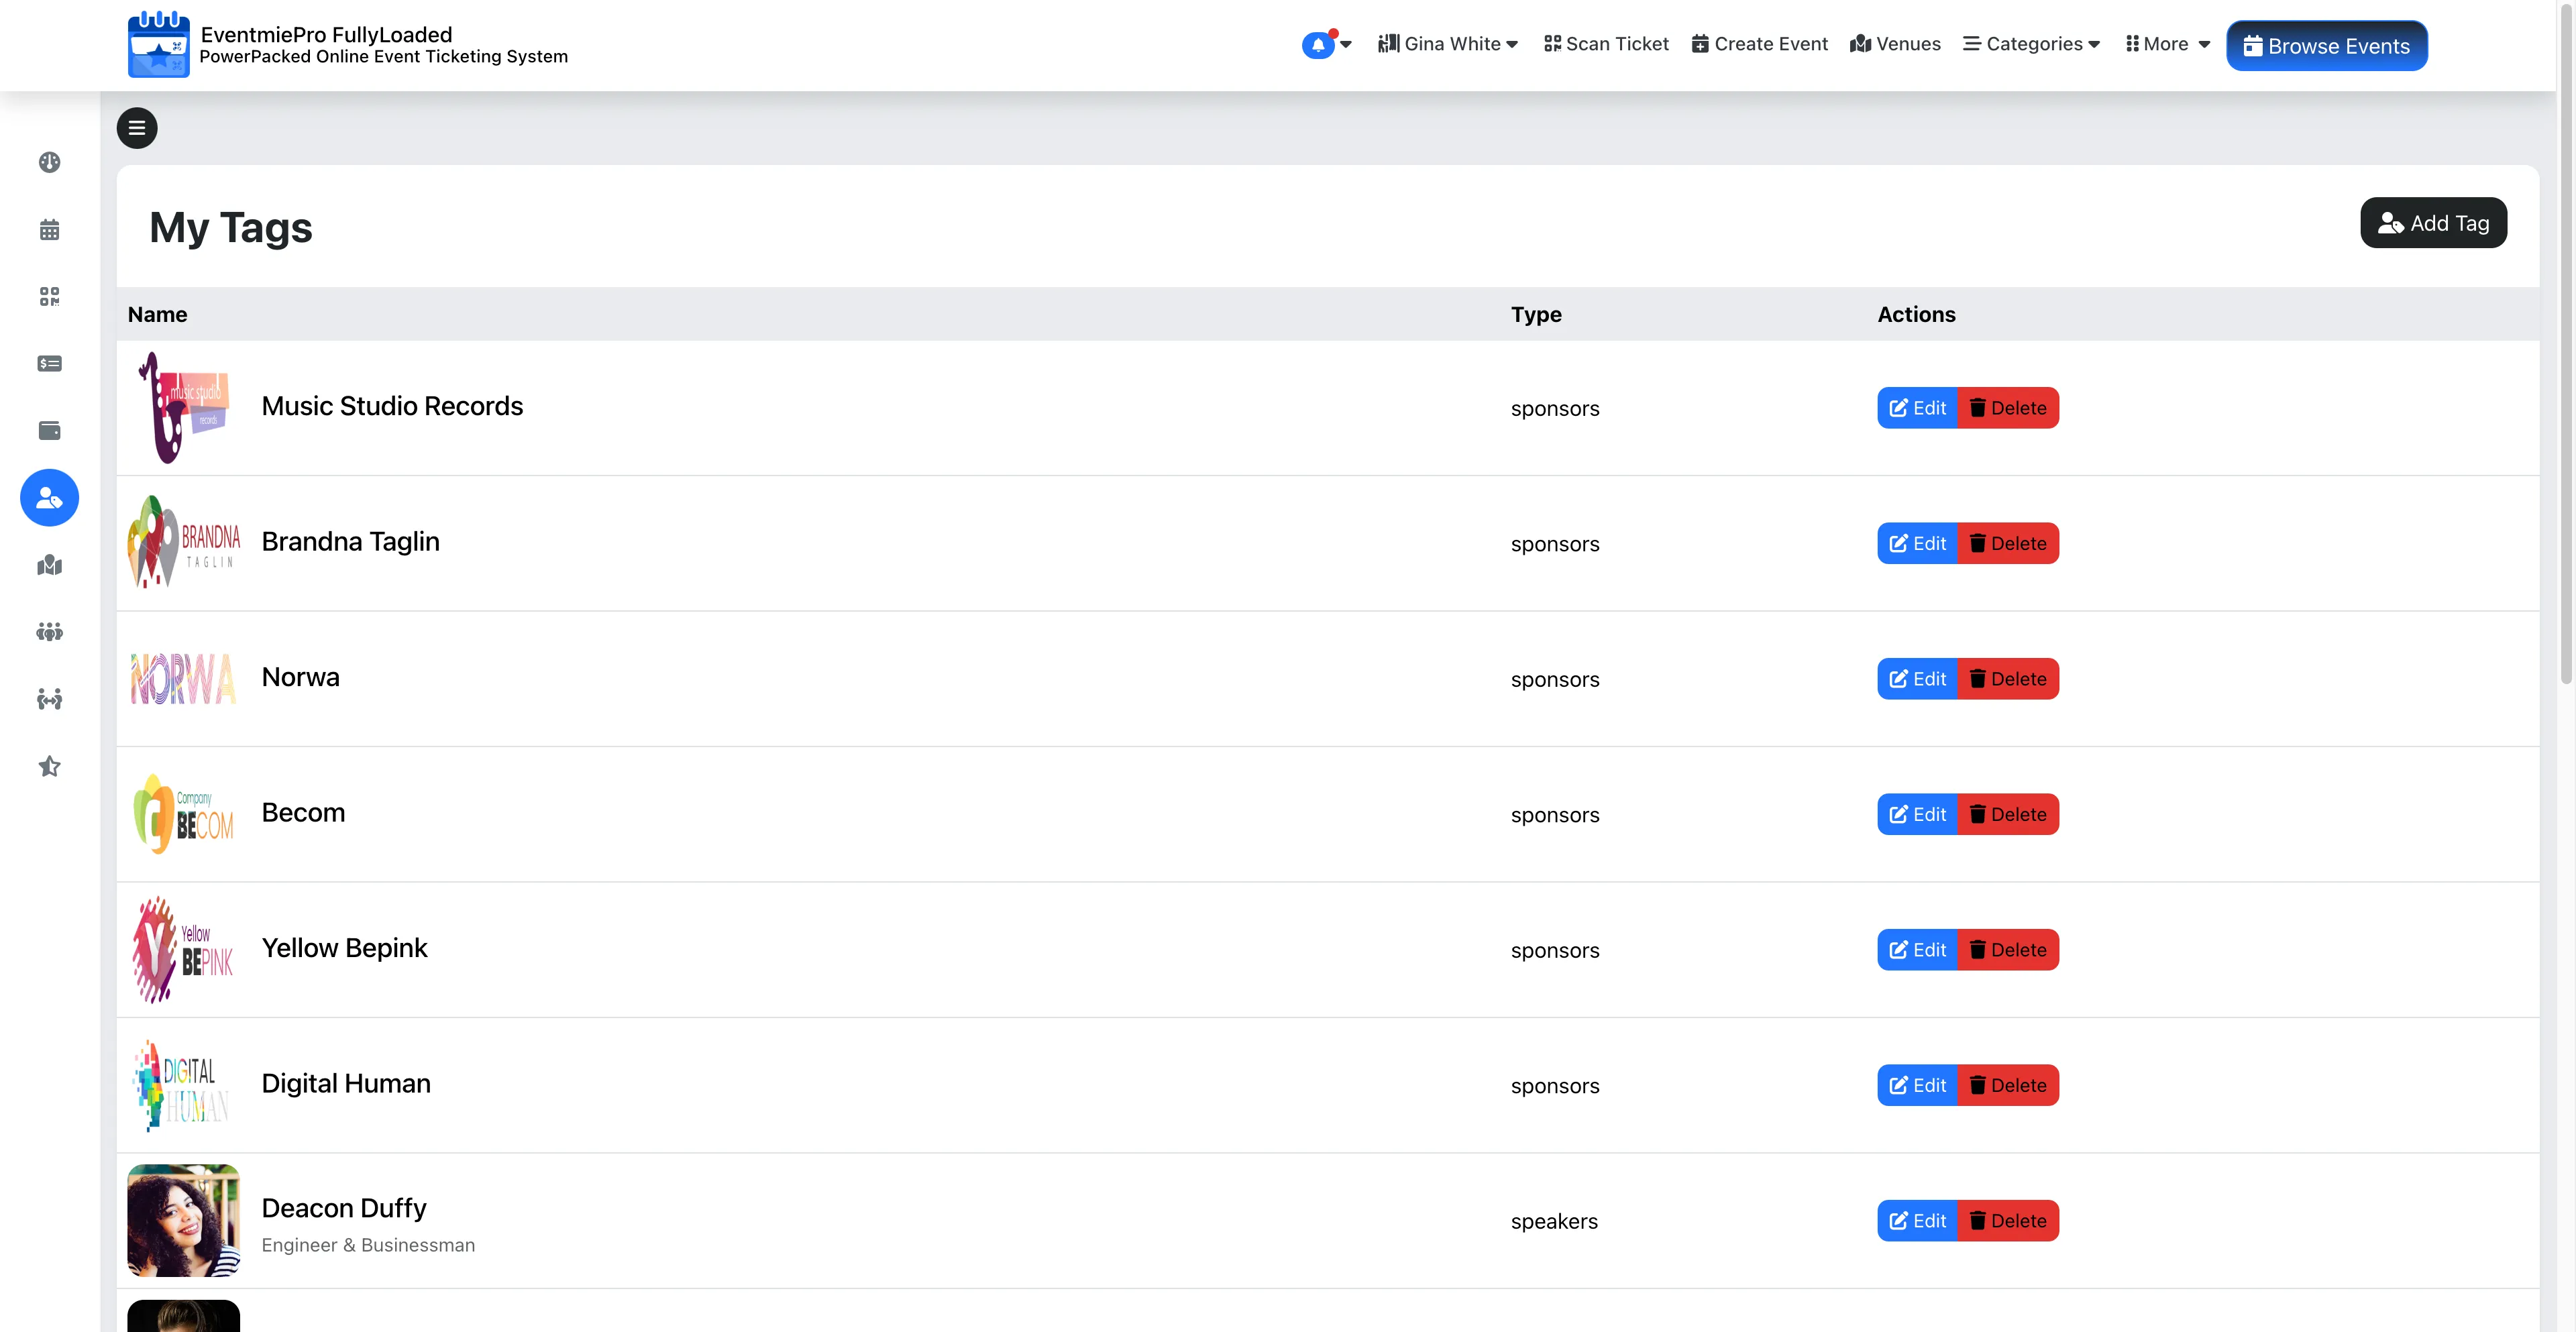 EventmiePro FullyLoaded
PowerPacked Online Event Ticketing System
Gina White
Scan Ticket
Create Event
Venues
Categories
More
Browse Events
My Tags
Add Tag
Name Type Actions
music studio
records
Music Studio Records sponsors Edit Delete
BRANDNA
TAGLIN
Brandna Taglin sponsors Edit Delete
NORWA
Norwa sponsors Edit Delete
Company
BECOM
Becom sponsors Edit Delete
Yellow
BEPINK
Yellow Bepink sponsors Edit Delete
DIGITAL
HUMAN
Digital Human sponsors Edit Delete
Deacon Duffy speakers Edit Delete
Engineer & Businessman